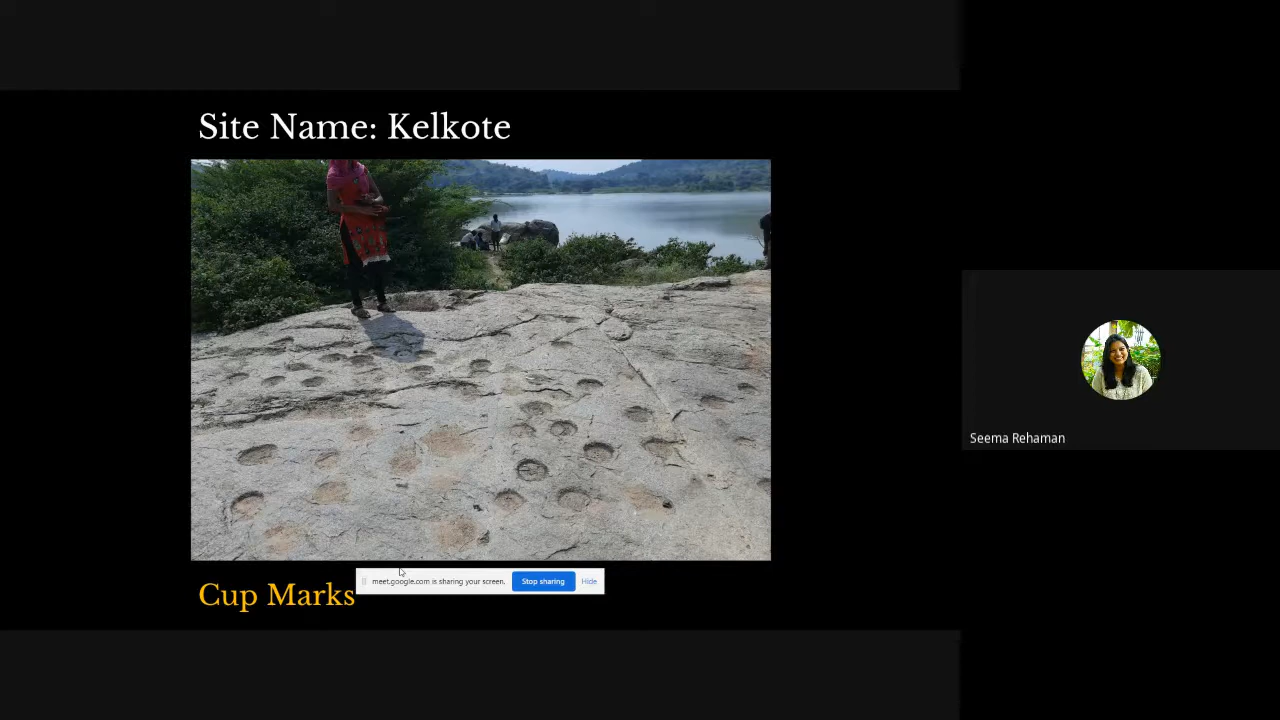 Site Name: Kelkote
meet.google.com is sharing your screen. Stop sharing Hide
Cup Marks
Seema Rehaman